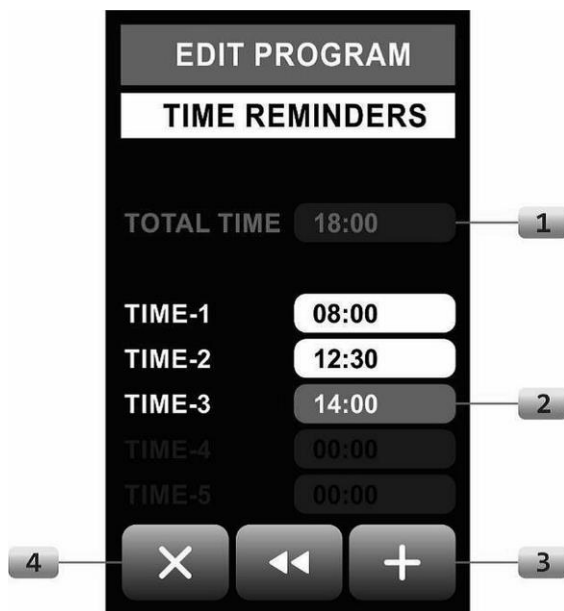 EDIT PROGRAM
TIME REMINDERS
TOTAL TIME 18:00 1
TIME-1 08:00
TIME-2 12:30
TIME-3 14:00 2
TIME-4 00:00
TIME-5 00:00
4 3